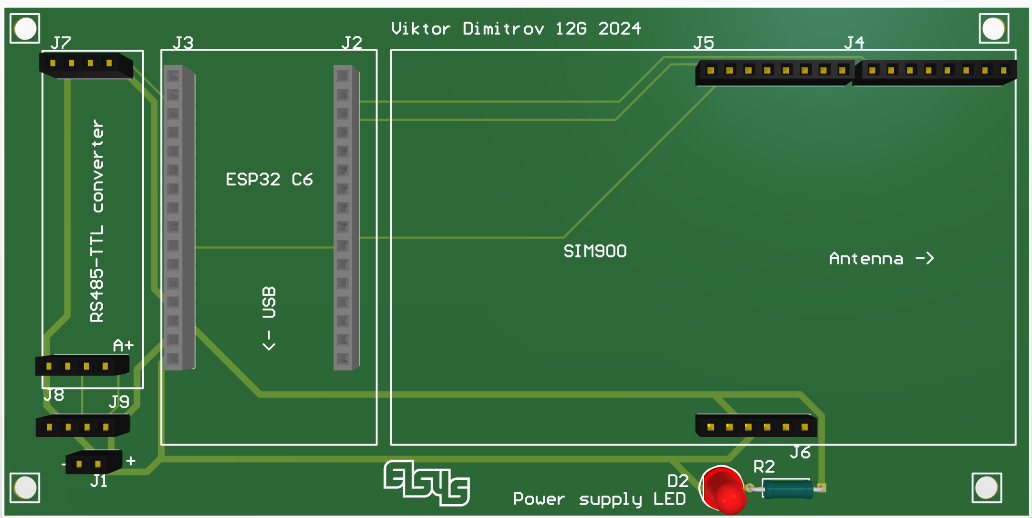 Viktor Dimitrov 12G 2024
J7
J3
J2
J5
J4
RS485-TTL converter
ESP32 C6
SIM900
Antenna ->
<- USB
A+
J8
J9
J6
- +
J1
ELSYS
D2
R2
Power supply LED